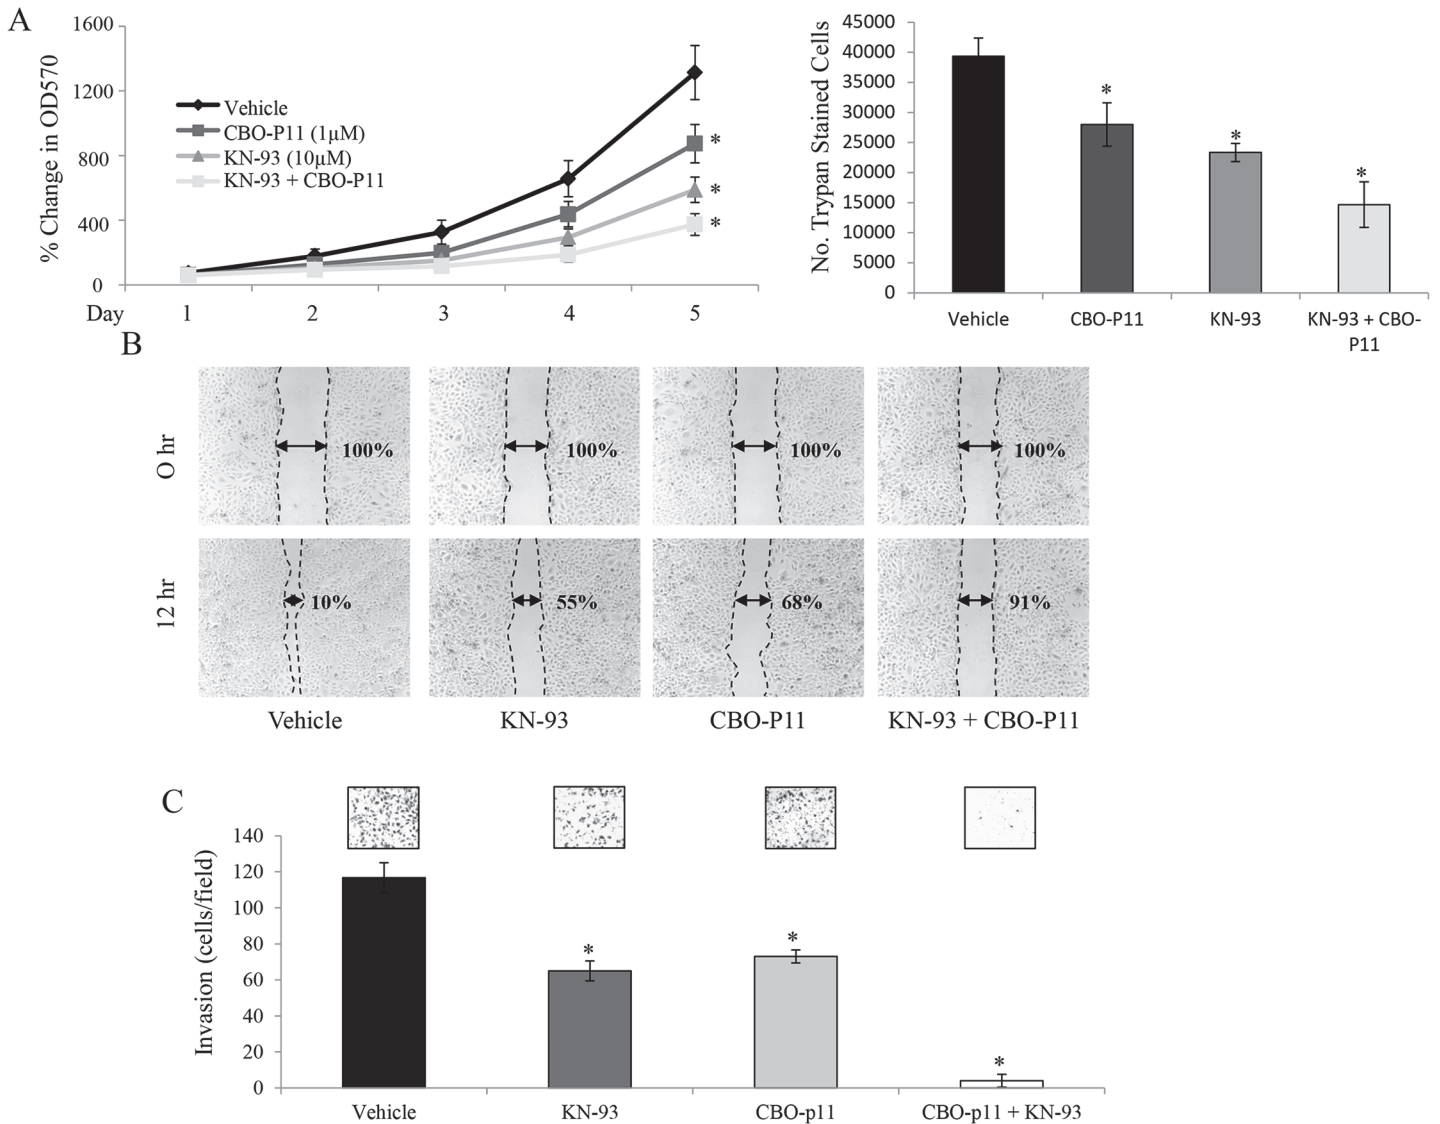 A
% Change in OD570
1600
1200
800
400
0
Vehicle
CBO-P11 (1µM)
KN-93 (10µM)
KN-93 + CBO-P11
*
*
*
Day 1 2 3 4 5
No. Trypan Stained Cells
45000
40000
35000
30000
25000
20000
15000
10000
5000
0
*
*
*
Vehicle CBO-P11 KN-93 KN-93 + CBO-
P11
B
O hr
100% 100% 100% 100%
12 hr
10% 55% 68% 91%
Vehicle KN-93 CBO-P11 KN-93 + CBO-P11
C
Invasion (cells/field)
140
120
100
80
60
40
20
0
*
*
*
Vehicle KN-93 CBO-p11 CBO-p11 + KN-93